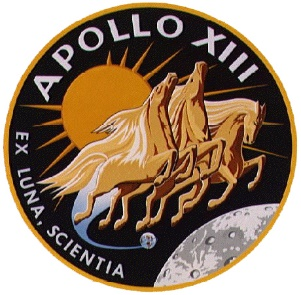 APOLLO XIII
EX LUNA, SCIENTIA